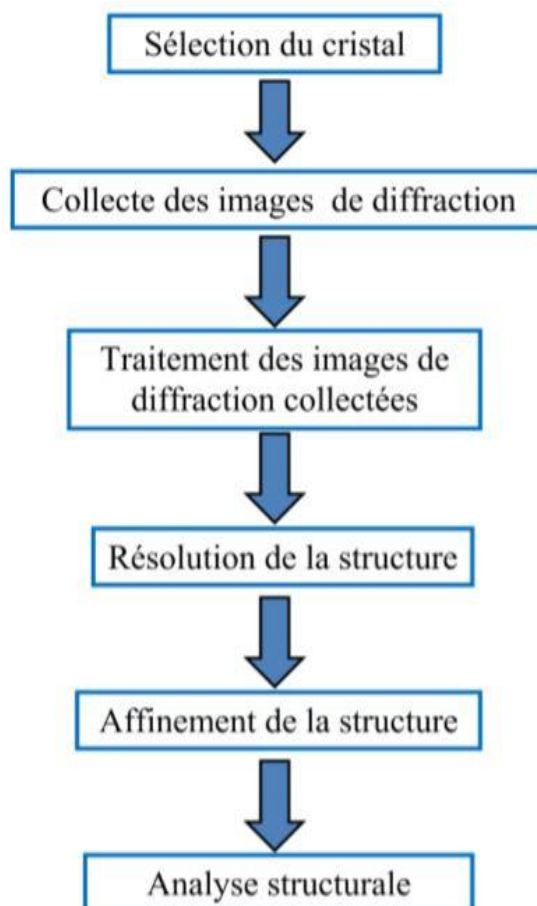 Sélection du cristal
Collecte des images de diffraction
Traitement des images de
diffraction collectées
Résolution de la structure
Affinement de la structure
Analyse structurale